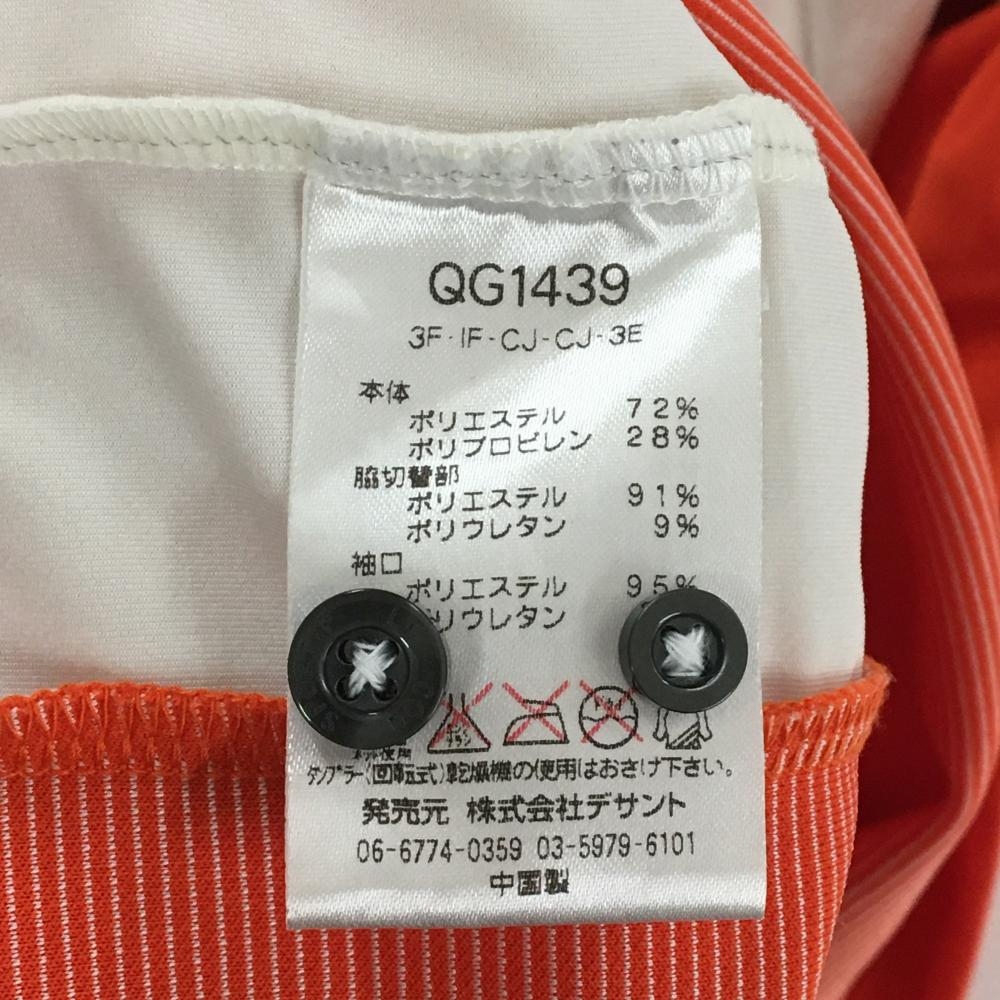 QG1439
3F-IF-CJ-CJ-3E
本体
ポリエステル 72%
ポリプロピレン 28%
脇切替部
ポリエステル 91%
ポリウレタン 9%
袖口
ポリエステル 95%
リウレタン
タンブラー(回転式)乾燥機の使用はおさけ下さい。
発売元 株式会社デサント
06-6774-0359 03-5979-6101
中国製